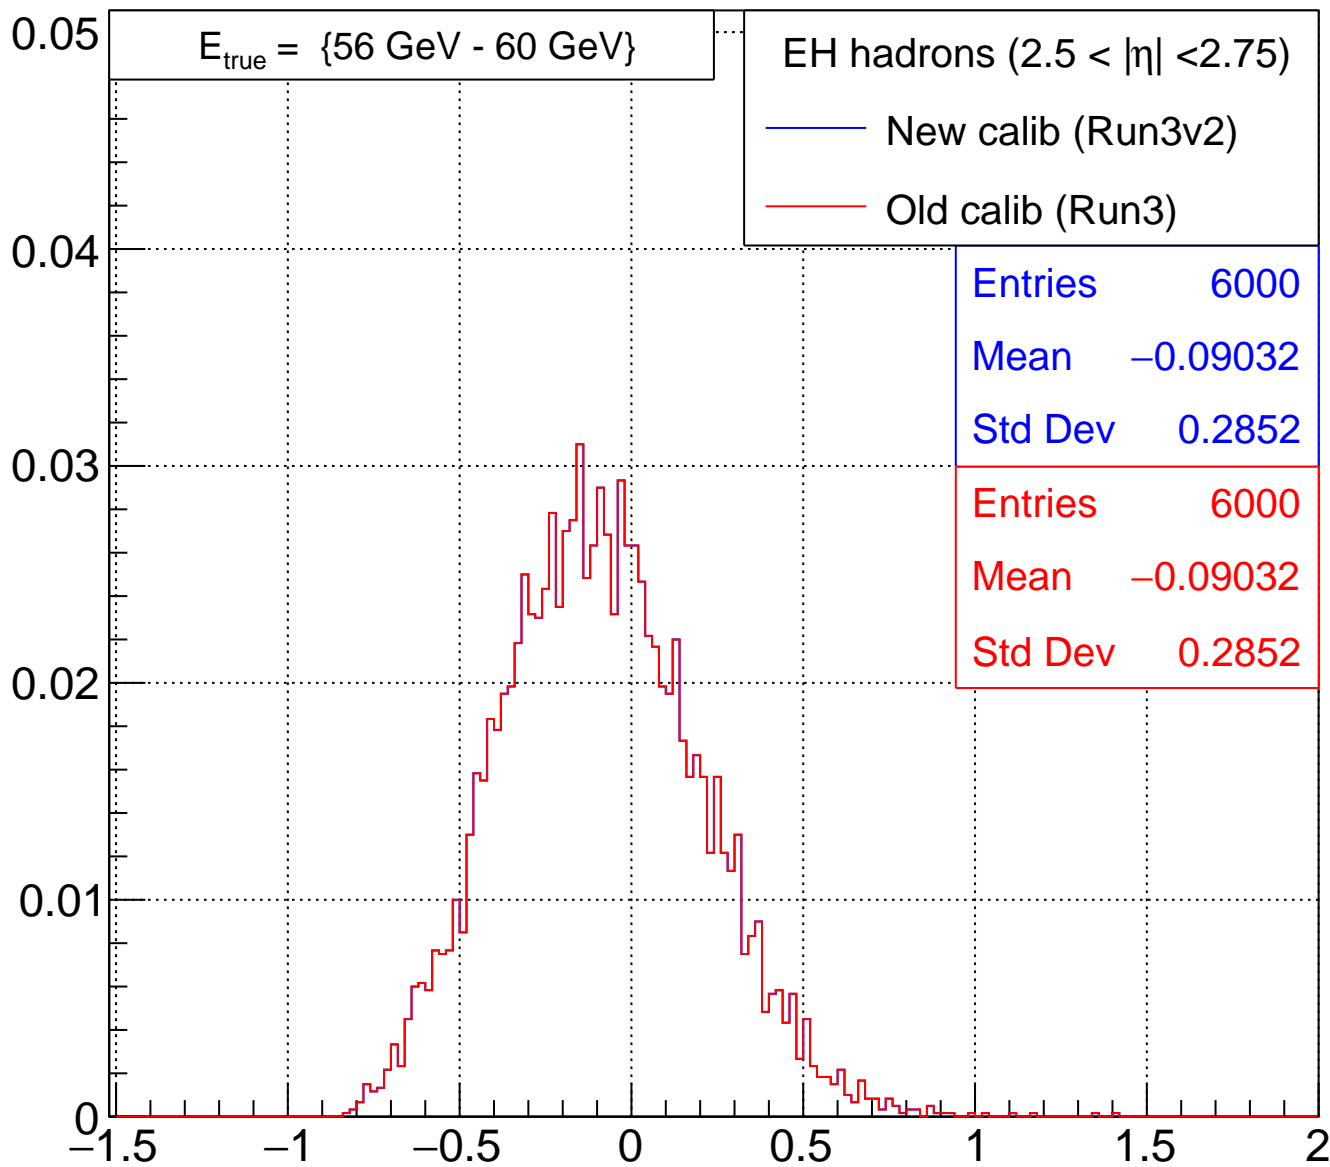 E_true = {56 GeV - 60 GeV}
EH hadrons (2.5 < |η| <2.75)
New calib (Run3v2)
Old calib (Run3)
Entries 6000
Mean −0.09032
Std Dev 0.2852
Entries 6000
Mean −0.09032
Std Dev 0.2852
0.05
0.04
0.03
0.02
0.01
0
−1.5 −1 −0.5 0 0.5 1 1.5 2